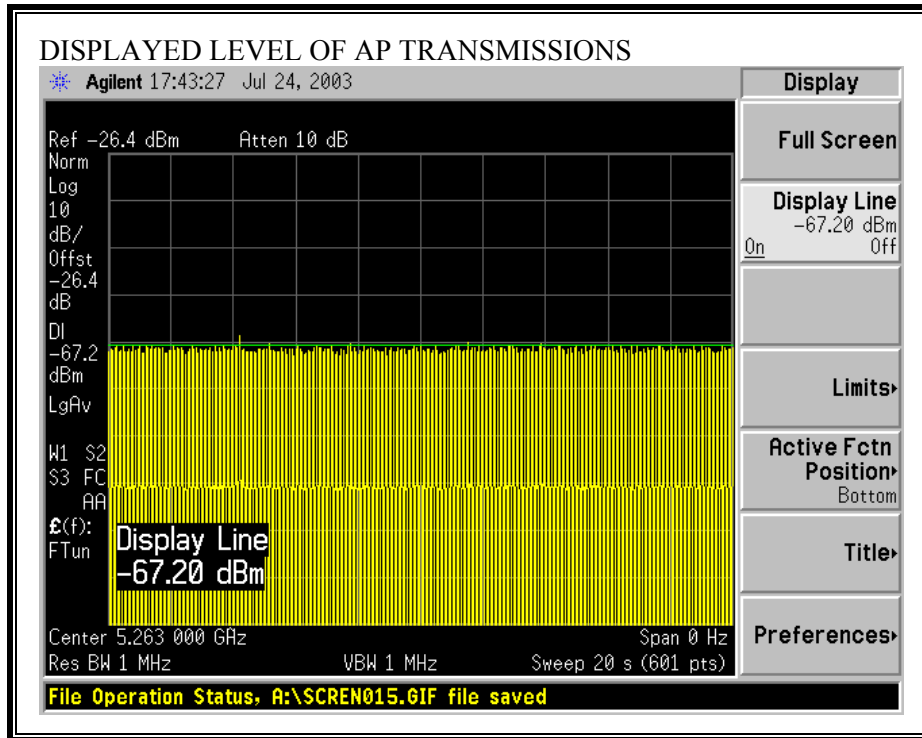 DISPLAYED LEVEL OF AP TRANSMISSIONS
Agilent 17:43:27 Jul 24, 2003
Ref -26.4 dBm Atten 10 dB
Norm
Log
10
dB/
Offst
-26.4
dB
DI
-67.2
dBm
LgAv
W1 S2
S3 FC
AA
£(f):
FTun
Display Line
-67.20 dBm
Center 5.263 000 GHz Span 0 Hz
Res BW 1 MHz VBW 1 MHz Sweep 20 s (601 pts)
File Operation Status, A:\SCREN015.GIF file saved
Display
Full Screen
Display Line
-67.20 dBm
On Off
Limits
Active Fctn
Position
Bottom
Title
Preferences